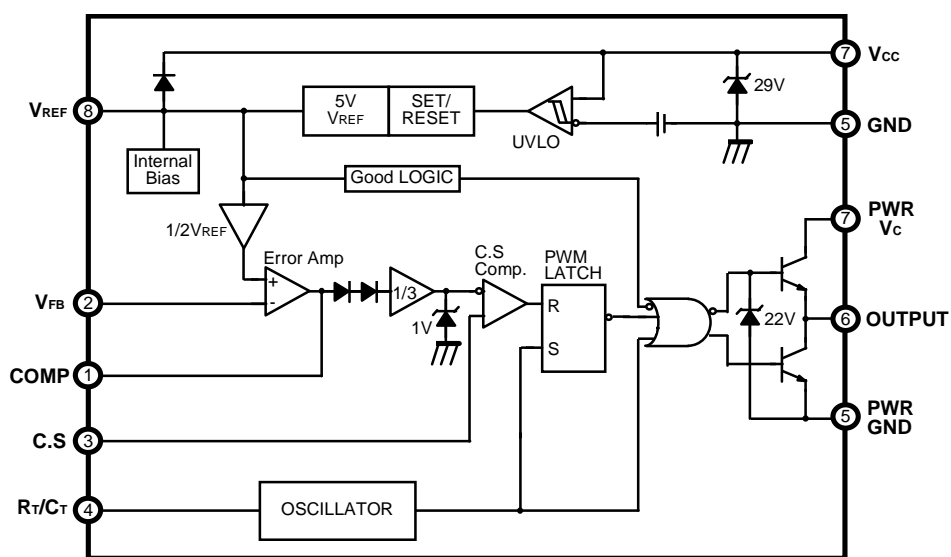 7 VCC
29V
VREF 8
5V VREF
SET/ RESET
UVLO
5 GND
Internal Bias
Good LOGIC
1/2VREF
7 PWR VC
Error Amp
C.S Comp.
PWM LATCH
+
-
1/3
VFB 2
1V
R
S
22V
6 OUTPUT
COMP 1
5 PWR GND
C.S 3
RT/CT 4
OSCILLATOR